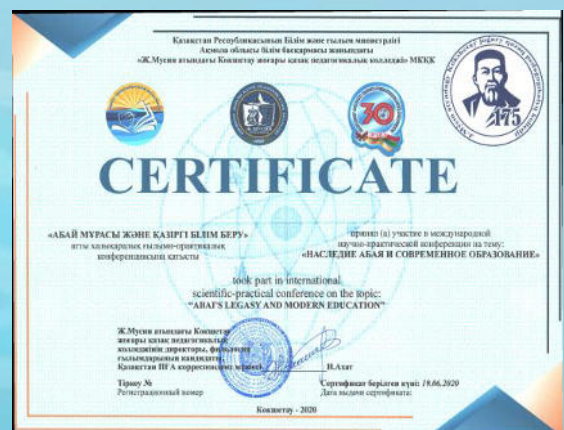 Қазақстан Республикасының Білім және ғылым министрлігі
Ақмола облысы білім басқармасы жанындағы
«Ж.Мусин атындағы Көкшетау жоғары қазақ педагогикалық колледжі» МКҚК
30
175
CERTIFICATE
«АБАЙ МҰРАСЫ ЖӘНЕ ҚАЗІРГІ БІЛІМ БЕРУ»
атты халықаралық ғылыми-практикалық
конференциясына қатысты
принял (а) участие в международной
научно-практической конференции на тему:
«НАСЛЕДИЕ АБАЯ И СОВРЕМЕННОЕ ОБРАЗОВАНИЕ»
took part in international
scientific-practical conference on the topic:
"ABAI'S LEGASY AND MODERN EDUCATION"
Ж.Мусин атындағы Көкшетау
жоғары қазақ педагогикалық
колледжінің директоры, филология
ғылымдарының кандидаты,
Қазақстан ПҒА корреспондент мүшесі
Н.Ахат
Тіркеу №
Регистрационный номер
Сертификат берілген күні: 19.06.2020
Дата выдачи сертификата:
Көкшетау - 2020